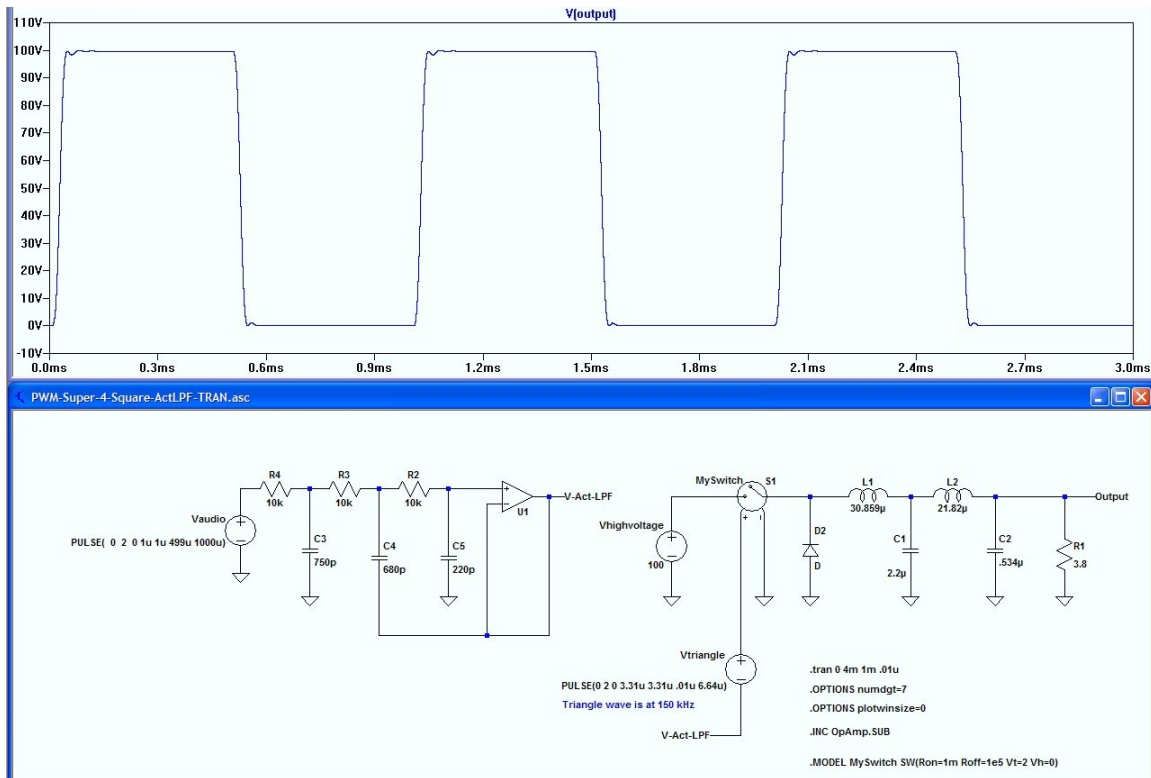 V(output)
110V
100V
90V
80V
70V
60V
50V
40V
30V
20V
10V
0V
-10V
0.0ms 0.3ms 0.6ms 0.9ms 1.2ms 1.5ms 1.8ms 2.1ms 2.4ms 2.7ms 3.0ms
PWM-Super-4-Square-ActLPF-TRAN.asc
R4
10k
R3
10k
R2
10k
U1
V-Act-LPF
Vaudio
PULSE( 0 2 0 1u 1u 499u 1000u)
C3
750p
C4
680p
C5
220p
MySwitch
S1
Vhighvoltage
100
D2
D
L1
30.859µ
L2
21.82µ
C1
2.2µ
C2
.534µ
Output
R1
3.8
Vtriangle
PULSE(0 2 0 3.31u 3.31u .01u 6.64u)
Triangle wave is at 150 kHz
V-Act-LPF
.tran 0 4m 1m .01u
.OPTIONS numdgt=7
.OPTIONS plotwinsize=0
.INC OpAmp.SUB
.MODEL MySwitch SW(Ron=1m Roff=1e5 Vt=2 Vh=0)